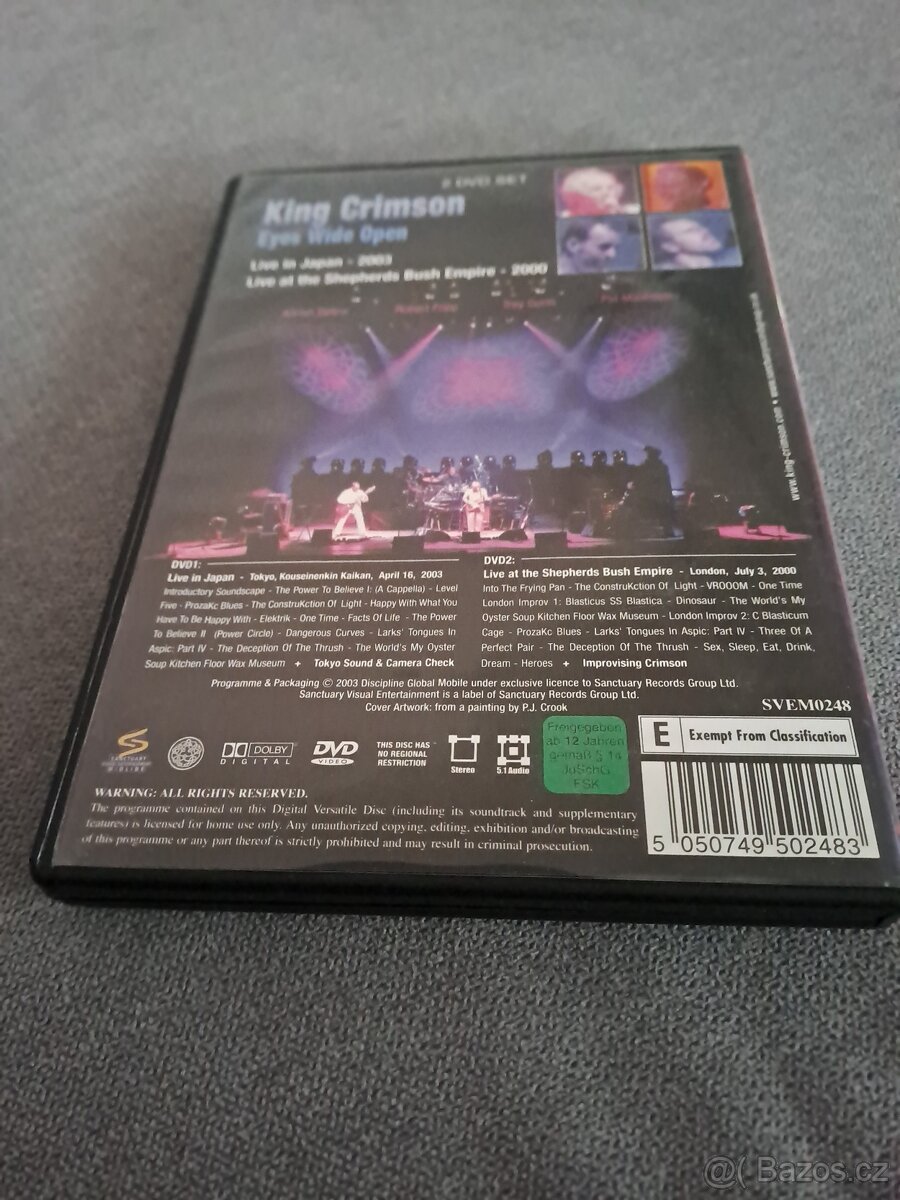 2 DVD SET
King Crimson
Eyes Wide Open
Live in Japan - 2003
Live at the Shepherds Bush Empire - 2000
Adrian Belew Robert Fripp Trey Gunn Pat Mastelotto
www.king-crimson.com •
DVD1:
Live in Japan - Tokyo, Kouseinenkin Kaikan, April 16, 2003
Introductory Soundscape - The Power To Believe I: (A Cappella) - Level
Five - ProzaKc Blues - The ConstruKction Of Light - Happy With What You
Have To Be Happy With - Elektrik - One Time - Facts Of Life - The Power
To Believe II (Power Circle) - Dangerous Curves - Larks' Tongues In
Aspic: Part IV - The Deception Of The Thrush - The World's My Oyster
Soup Kitchen Floor Wax Museum + Tokyo Sound & Camera Check
DVD2:
Live at the Shepherds Bush Empire - London, July 3, 2000
Into The Frying Pan - The ConstruKction Of Light - VROOOM - One Time
London Improv 1: Blasticus SS Blastica - Dinosaur - The World's My
Oyster Soup Kitchen Floor Wax Museum - London Improv 2: C Blasticum
Cage - ProzaKc Blues - Larks' Tongues In Aspic: Part IV - Three Of A
Perfect Pair - The Deception Of The Thrush - Sex, Sleep, Eat, Drink,
Dream - Heroes + Improvising Crimson
Programme & Packaging © 2003 Discipline Global Mobile under exclusive licence to Sanctuary Records Group Ltd.
Sanctuary Visual Entertainment is a label of Sanctuary Records Group Ltd.
Cover Artwork: from a painting by P.J. Crook
SVEM0248
SANCTUARY
DOLBY
DIGITAL
DVD
VIDEO
THIS DISC HAS
NO REGIONAL
RESTRICTION
Stereo
5.1 Audio
Freigegeben
ab 12 Jahren
gemäß § 14
JuSchG
FSK
E Exempt From Classification
WARNING: ALL RIGHTS RESERVED.
The programme contained on this Digital Versatile Disc (including its soundtrack and supplementary
features) is licensed for home use only. Any unauthorized copying, editing, exhibition and/or broadcasting
of this programme or any part thereof is strictly prohibited and may result in criminal prosecution.
5 050749 502483
@( Bazoš.cz